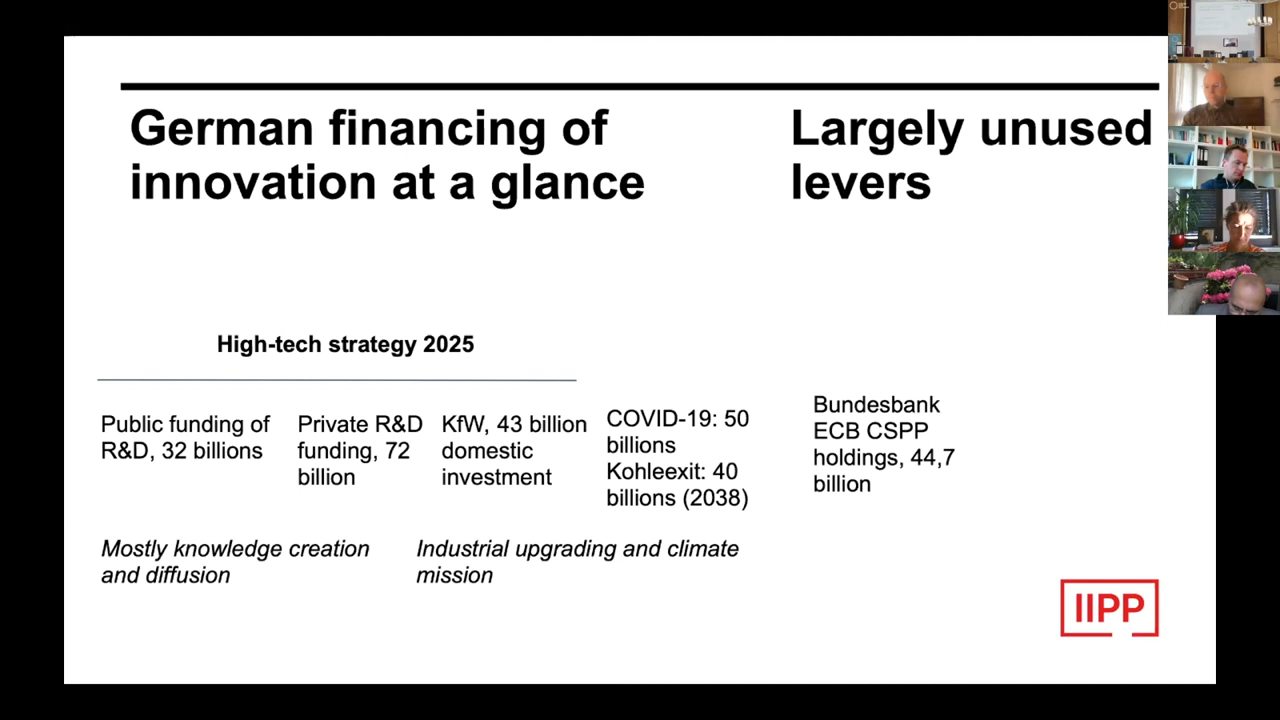 German financing of
innovation at a glance
Largely unused
levers
High-tech strategy 2025
Public funding of
R&D, 32 billions
Private R&D
funding, 72
billion
KfW, 43 billion
domestic
investment
COVID-19: 50
billions
Kohleexit: 40
billions (2038)
Bundesbank
ECB CSPP
holdings, 44,7
billion
Mostly knowledge creation
and diffusion
Industrial upgrading and climate
mission
IIPP